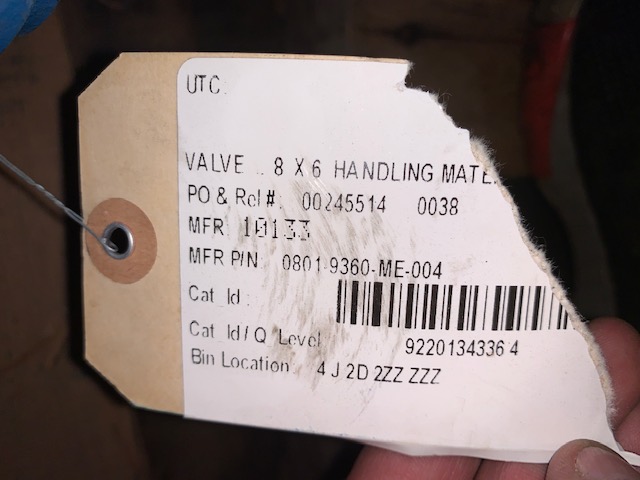 UTC:
VALVE .. 8 X 6 HANDLING MATE
PO & Rel #: 00245514 0038
MFR: 10133
MFR P/N: 0801-9360-ME-004
Cat Id :
Cat Id / Q Level 9220134336 4
Bin Location 4 J 2D 2ZZ ZZZ